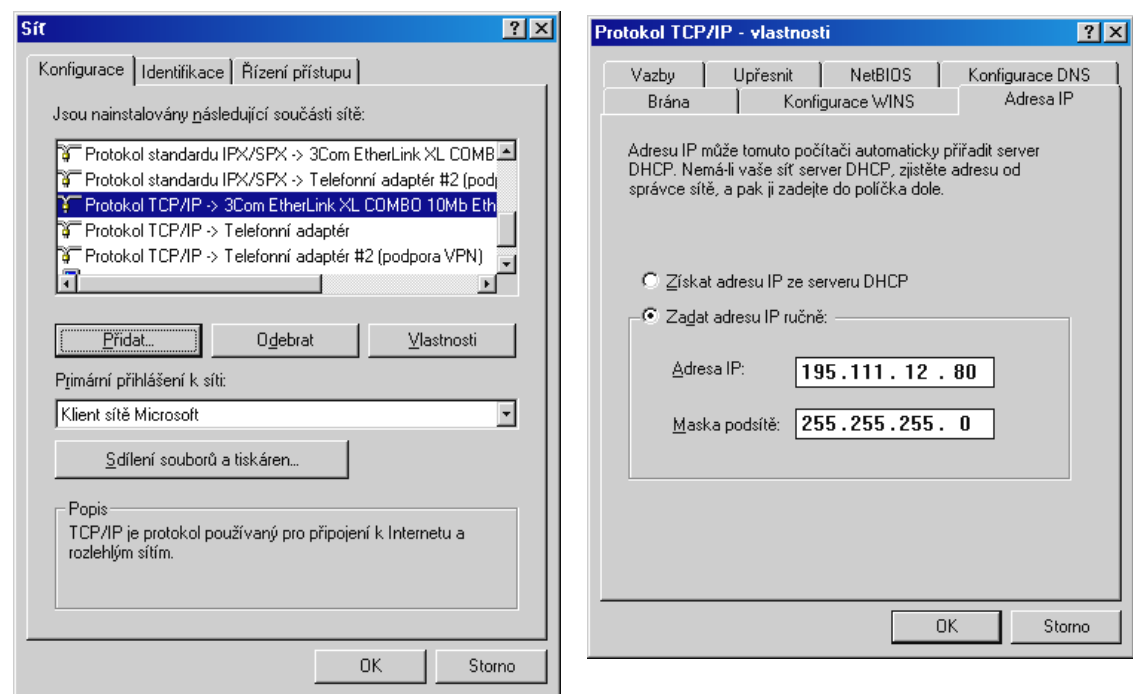 Síť
Konfigurace Identifikace Řízení přístupu
Jsou nainstalovány následující součásti sítě:
Protokol standardu IPX/SPX -> 3Com EtherLink XL COMB
Protokol standardu IPX/SPX -> Telefonní adaptér #2 (podp
Protokol TCP/IP -> 3Com EtherLink XL COMBO 10Mb Eth
Protokol TCP/IP -> Telefonní adaptér
Protokol TCP/IP -> Telefonní adaptér #2 (podpora VPN)
Přidat... Odebrat Vlastnosti
Primární přihlášení k síti:
Klient sítě Microsoft
Sdílení souborů a tiskáren...
Popis
TCP/IP je protokol používaný pro připojení k Internetu a
rozlehlým sítím.
OK Storno
Protokol TCP/IP - vlastnosti
Vazby Upřesnit NetBIOS Konfigurace DNS
Brána Konfigurace WINS Adresa IP
Adresu IP může tomuto počítači automaticky přiřadit server
DHCP. Nemá-li vaše síť server DHCP, zjistěte adresu od
správce sítě, a pak ji zadejte do políčka dole.
Získat adresu IP ze serveru DHCP
Zadat adresu IP ručně:
Adresa IP: 195.111.12.80
Maska podsítě: 255.255.255.0
OK Storno